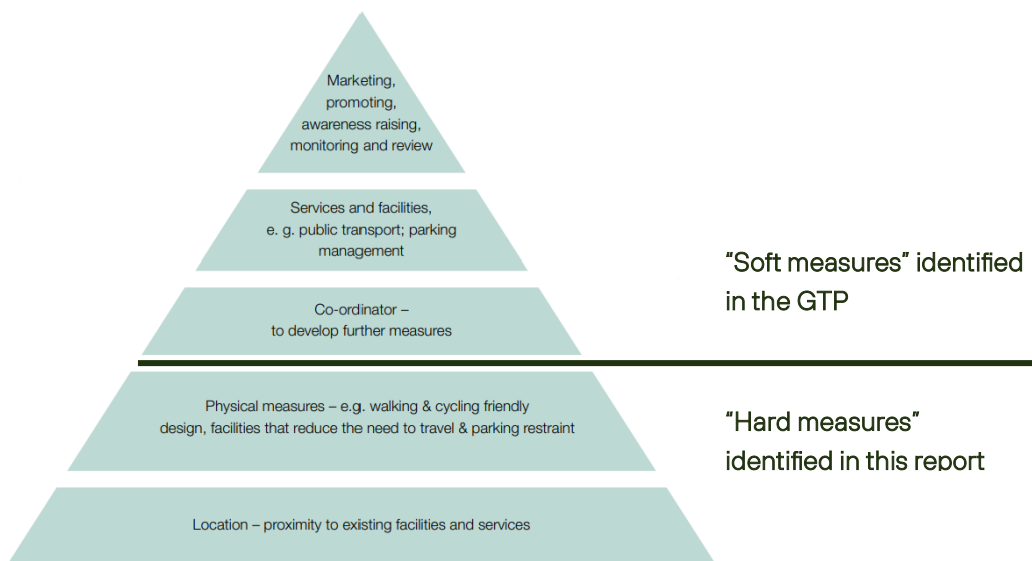 Marketing,
promoting,
awareness raising,
monitoring and review
Services and facilities,
e. g. public transport; parking
management
"Soft measures" identified
in the GTP
Co-ordinator –
to develop further measures
Physical measures – e.g. walking & cycling friendly
design, facilities that reduce the need to travel & parking restraint
"Hard measures"
identified in this report
Location – proximity to existing facilities and services